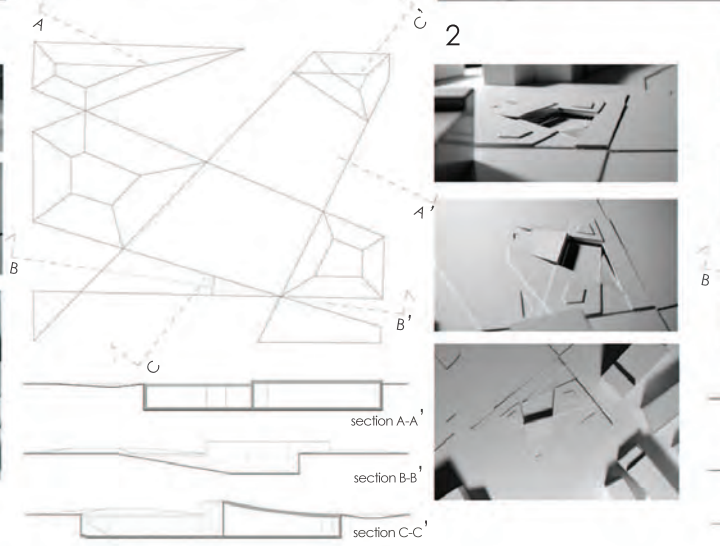 A
C'
2
A'
B
B
B'
C
section A-A'
section B-B'
section C-C'